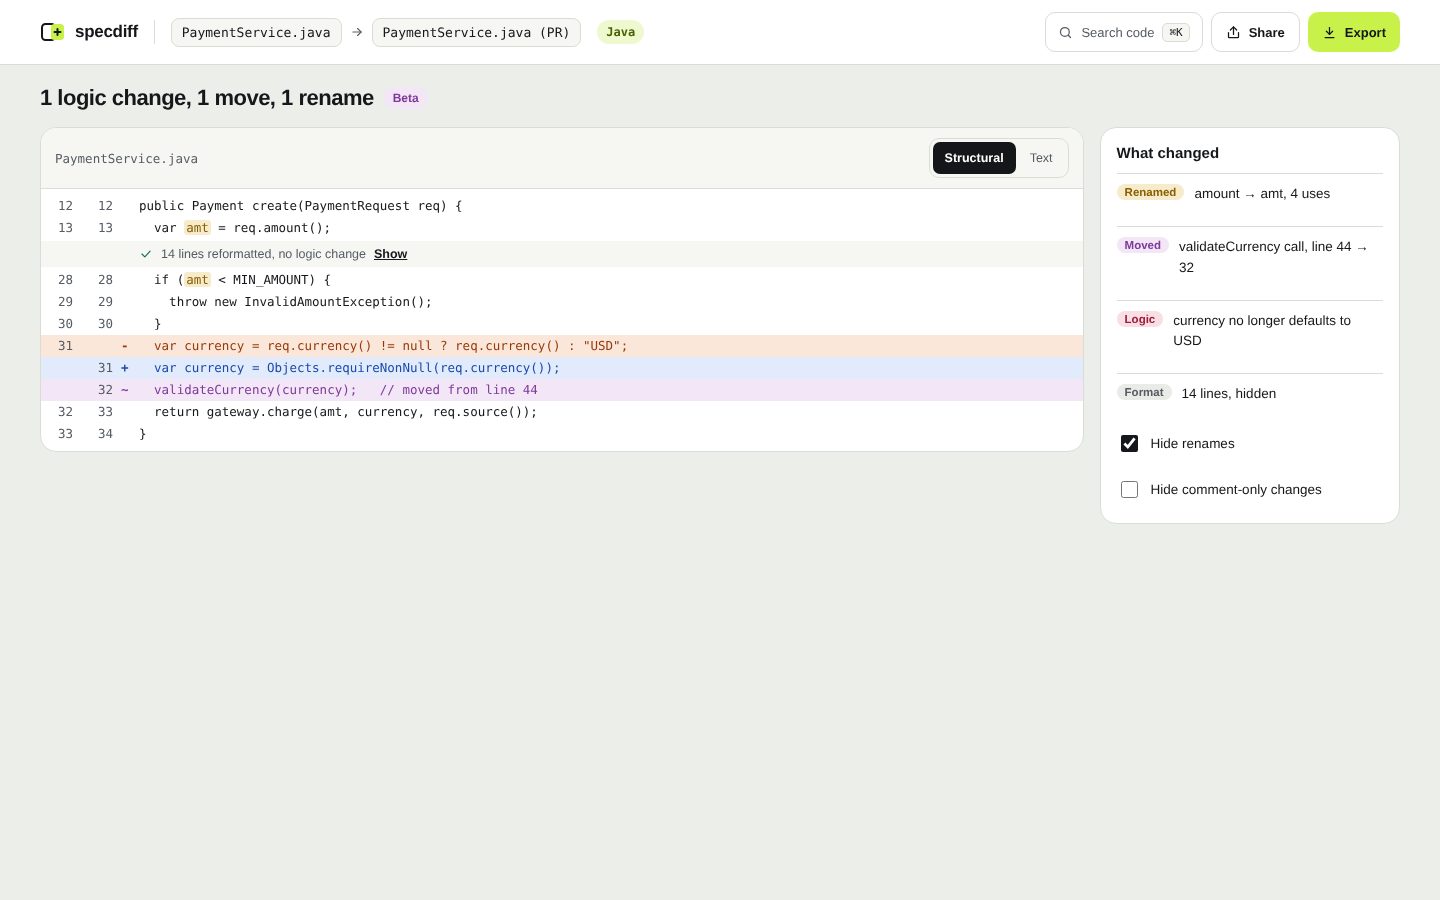 specdiff
PaymentService.java → PaymentService.java (PR) Java
Search code ⌘K Share Export
1 logic change, 1 move, 1 rename Beta
PaymentService.java Structural Text
12 12 public Payment create(PaymentRequest req) {
13 13 var amt = req.amount();
14 lines reformatted, no logic change Show
28 28 if (amt < MIN_AMOUNT) {
29 29 throw new InvalidAmountException();
30 30 }
31 - var currency = req.currency() != null ? req.currency() : "USD";
31 + var currency = Objects.requireNonNull(req.currency());
32 ~ validateCurrency(currency); // moved from line 44
32 33 return gateway.charge(amt, currency, req.source());
33 34 }
What changed
Renamed amount → amt, 4 uses
Moved validateCurrency call, line 44 →
32
Logic currency no longer defaults to
USD
Format 14 lines, hidden
Hide renames
Hide comment-only changes